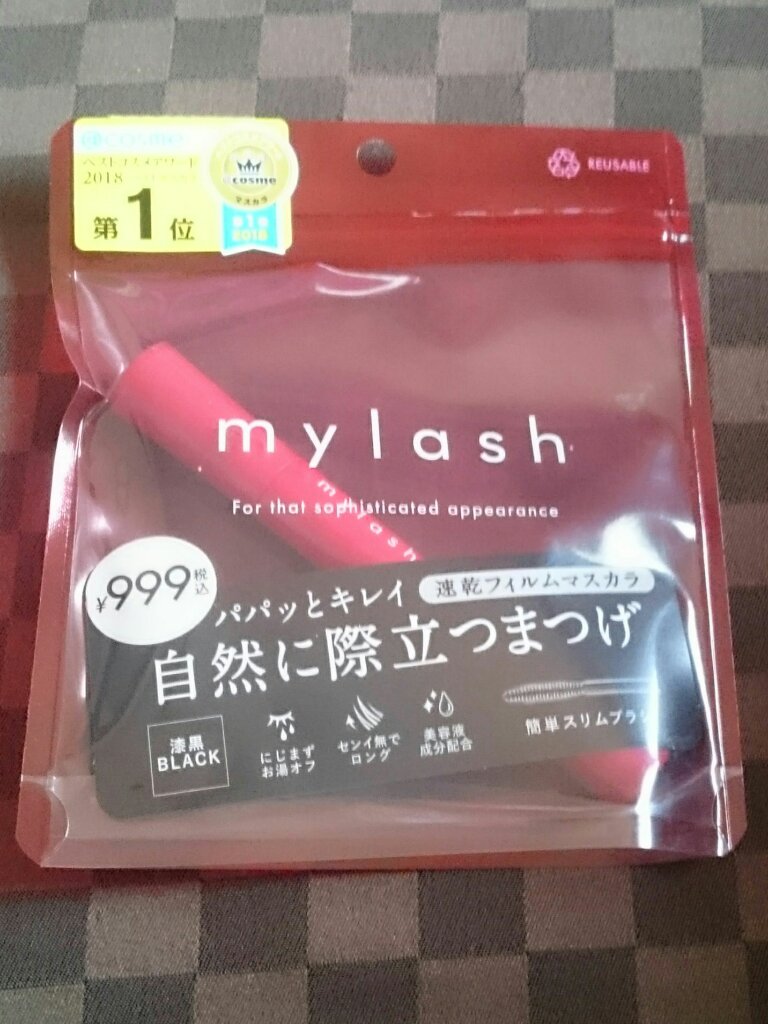 @cosme
ベストコスメアワード
2018
第1位
@cosme
マスカラ
第1位
2018
REUSABLE
mylash
For that sophisticated appearance
mylash
¥999税込
パパッとキレイ
速乾フィルムマスカラ
自然に際立つまつげ
漆黒
BLACK
にじまず
お湯オフ
センイ無で
ロング
美容液
成分配合
簡単スリムブラシ